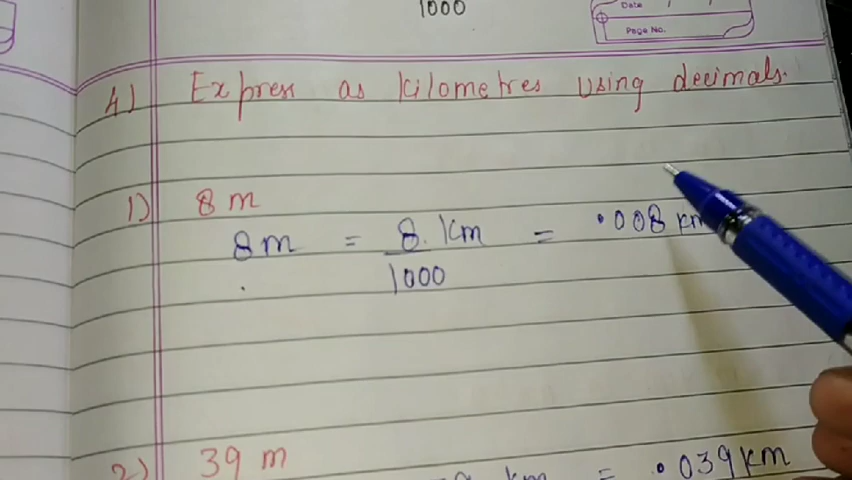 1000
Date / /
Page No.
4) Express as kilometres using decimals.
1) 8 m
8m = 8. km = .008 km
1000
2) 39 m
km = .039 km